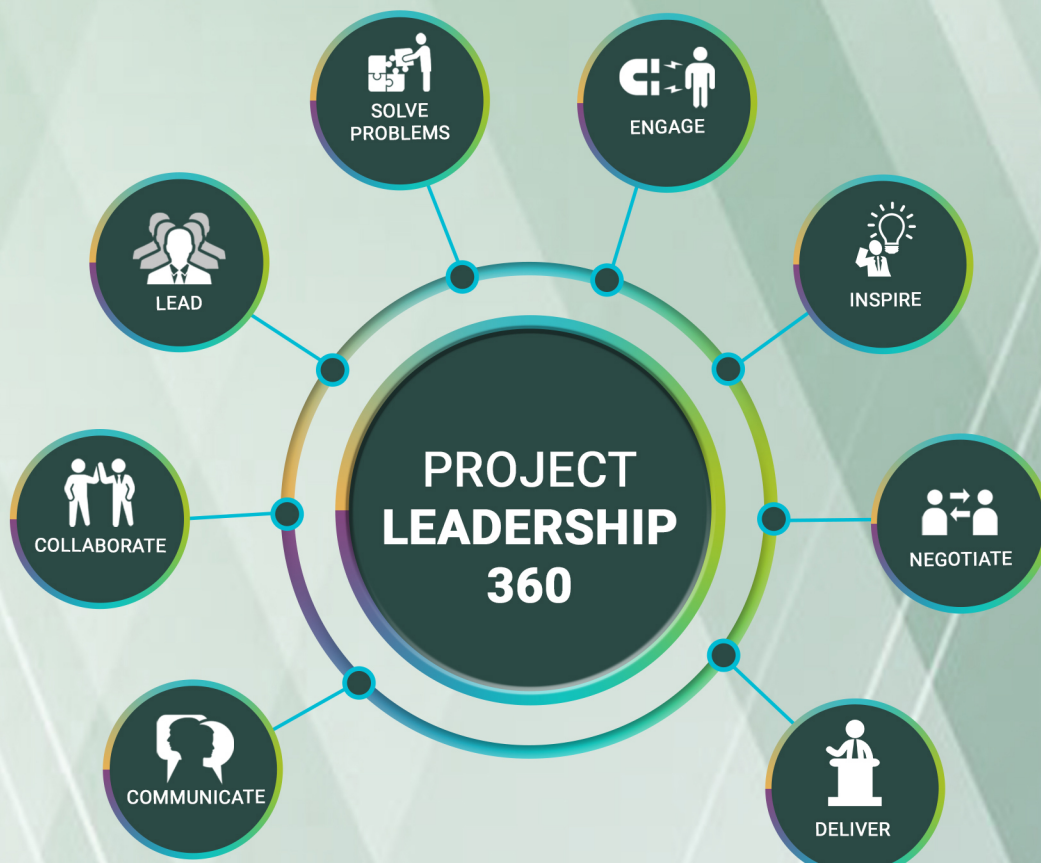 SOLVE
PROBLEMS
ENGAGE
LEAD
INSPIRE
PROJECT
LEADERSHIP
360
COLLABORATE
NEGOTIATE
COMMUNICATE
DELIVER